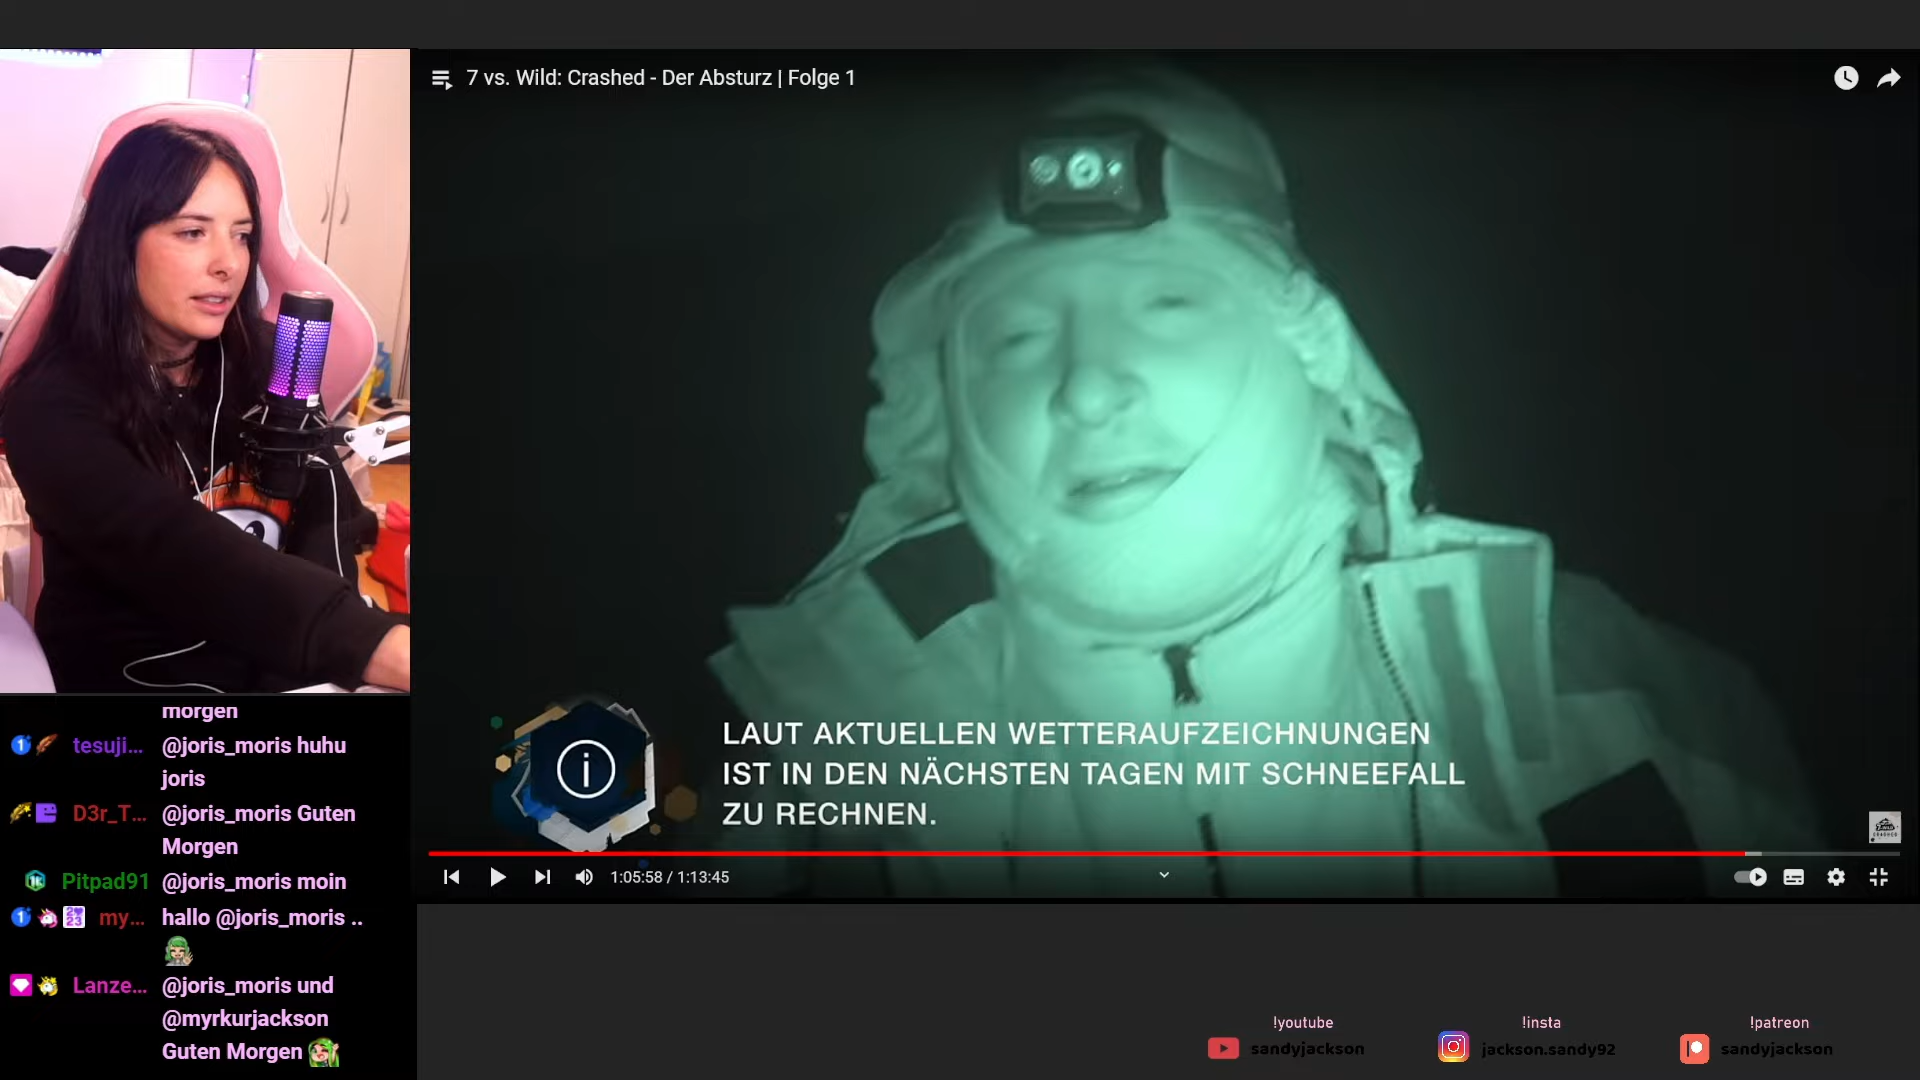 7 vs. Wild: Crashed - Der Absturz | Folge 1
LAUT AKTUELLEN WETTERAUFZEICHNUNGEN
IST IN DEN NÄCHSTEN TAGEN MIT SCHNEEFALL
ZU RECHNEN.
1:05:58 / 1:13:45
morgen
tesuji... @joris_moris huhu
joris
D3r_T... @joris_moris Guten
Morgen
Pitpad91 @joris_moris moin
my... hallo @joris_moris ..
Lanze... @joris_moris und
@myrkurjackson
Guten Morgen
!youtube
sandyjackson
!insta
jackson.sandy92
!patreon
sandyjackson